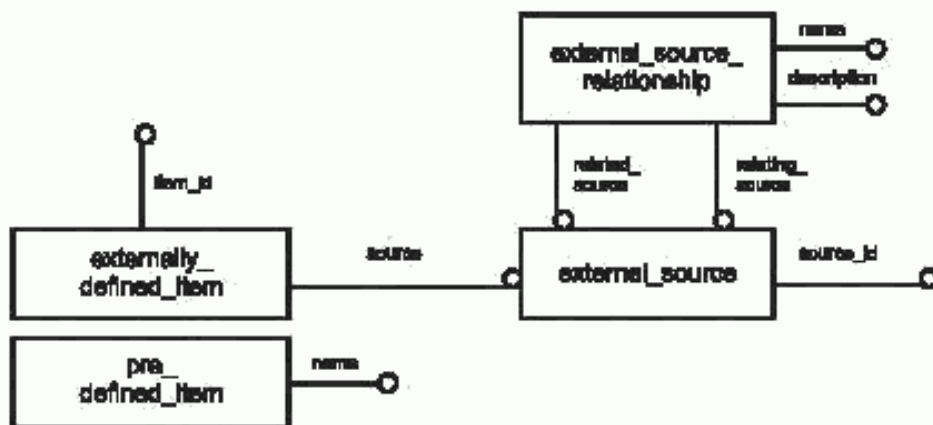 external_source_
relationship
name
description
related_
source
relating_
source
item_id
externally_
defined_item
source
external_source
source_id
pre_
defined_item
name